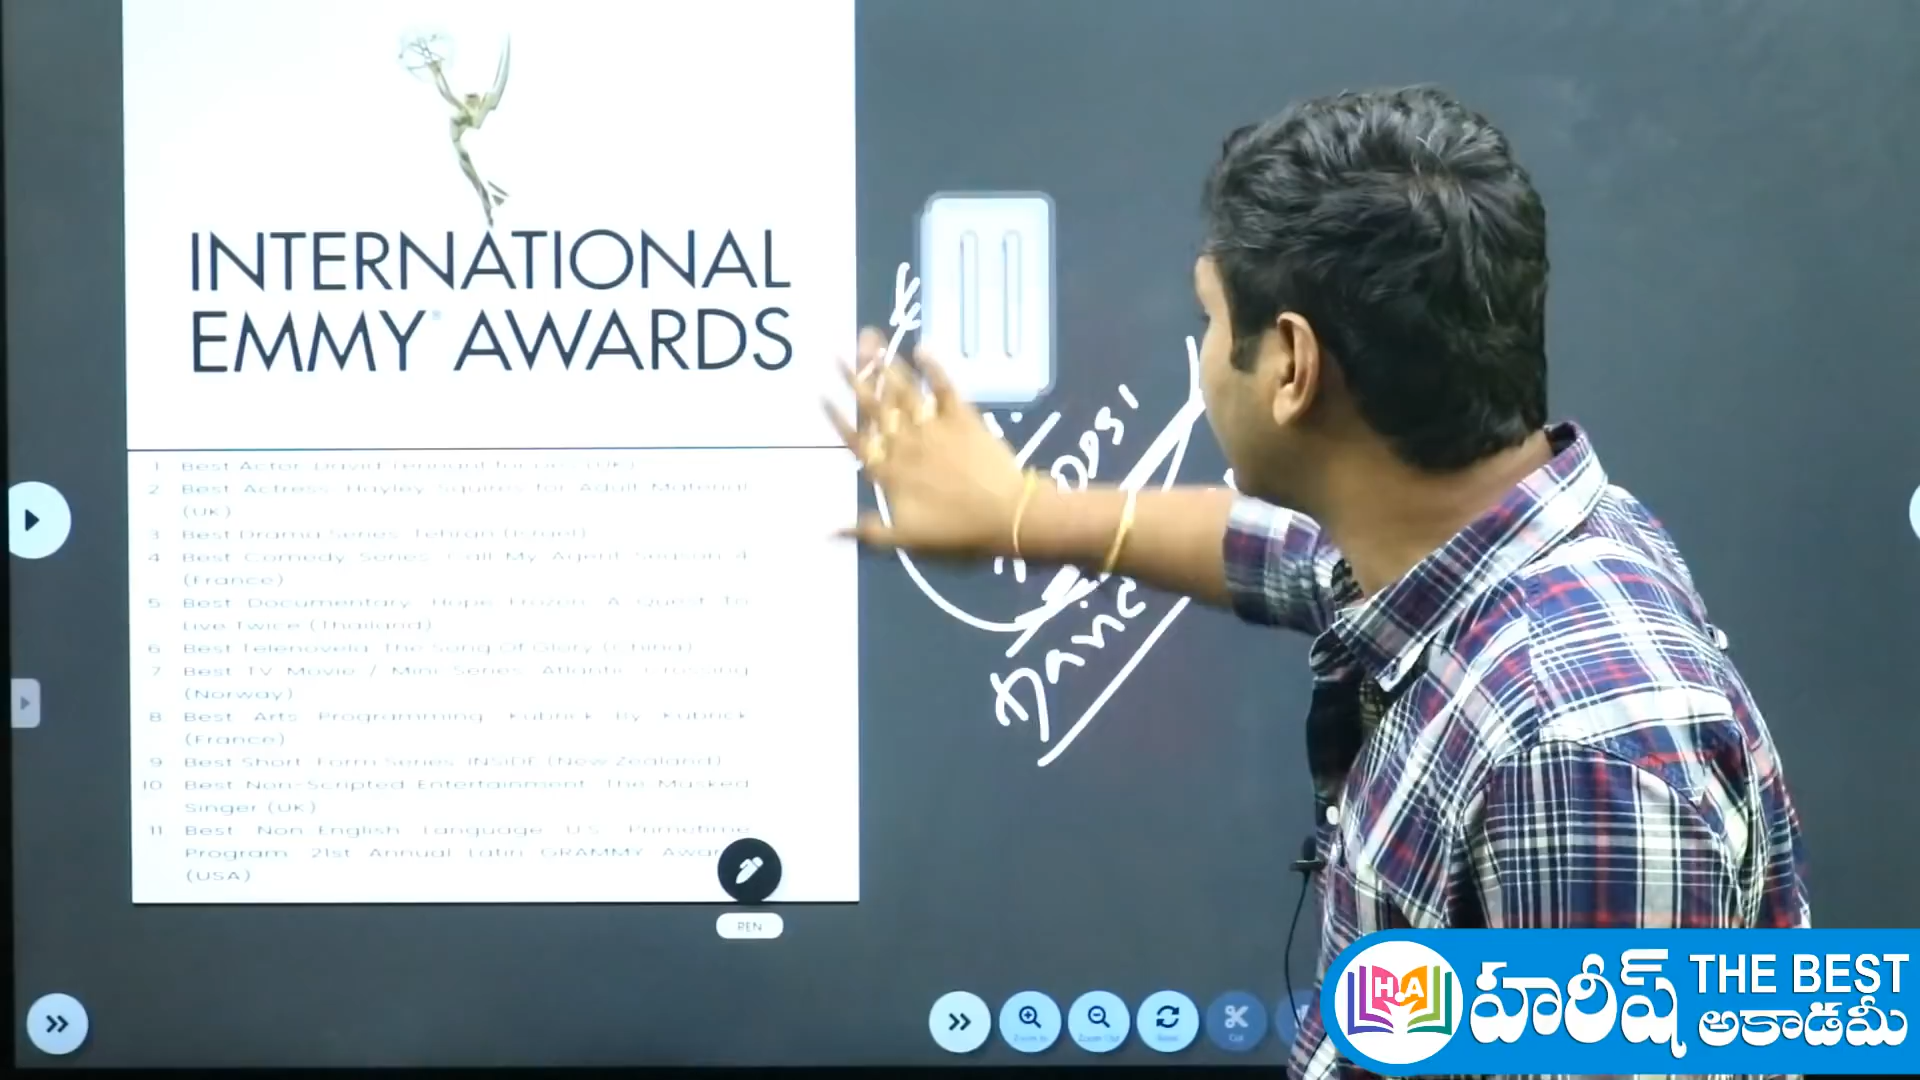 INTERNATIONAL
EMMY® AWARDS
1 Best Actor: David Tennant for
2 Best Actress: Hayley Squires for Adult Material
(UK)
3 Best Drama Series: Tehran (Israel)
4 Best Comedy Series: Call My Agent Season 4
(France)
5 Best Documentary: Hope Frozen: A Quest To
Live Twice (Thailand)
6 Best Telenovela: The Song Of Glory (China)
7 Best TV Movie / Mini-Series: Atlantic Crossing
(Norway)
8 Best Arts Programming: Kubrick By Kubrick
(France)
9 Best Short-Form Series: INSIDE (New Zealand)
10 Best Non-Scripted Entertainment: The Masked
Singer (UK)
11 Best Non-English Language U.S. Primetime
Program: 21st Annual Latin GRAMMY
(USA)
PEN
Zoom In
Zoom Out
Cut
H.A
హరీష్ THE BEST
అకాడమీ